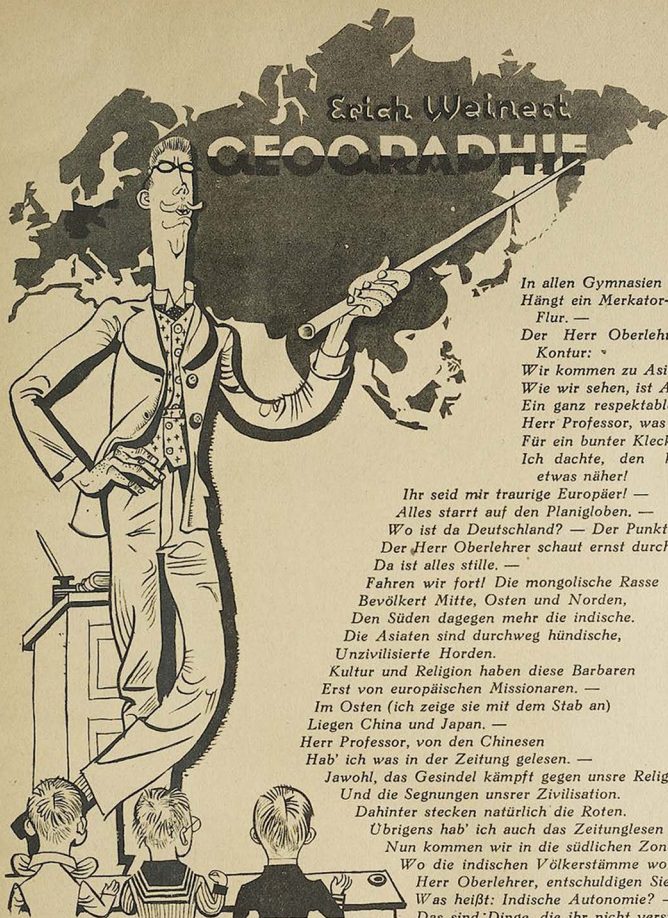 Erich Weinert
GEOGRAPHIE
In allen Gymnasien
Hängt ein Merkator-
Flur. —
Der Herr Oberleh
Kontur:
Wir kommen zu Asi
Wie wir sehen, ist A
Ein ganz respektabl
Herr Professor, was
Für ein bunter Kleck
Ich dachte, den
etwas näher!
Ihr seid mir traurige Europäer! —
Alles starrt auf den Planigloben. —
Wo ist da Deutschland? — Der Punkt
Der Herr Oberlehrer schaut ernst durch
Da ist alles stille. —
Fahren wir fort! Die mongolische Rasse
Bevölkert Mitte, Osten und Norden,
Den Süden dagegen mehr die indische.
Die Asiaten sind durchweg hündische,
Unzivilisierte Horden.
Kultur und Religion haben diese Barbaren
Erst von europäischen Missionaren. —
Im Osten (ich zeige sie mit dem Stab an)
Liegen China und Japan. —
Herr Professor, von den Chinesen
Hab' ich was in der Zeitung gelesen. —
Jawohl, das Gesindel kämpft gegen unsre Relig
Und die Segnungen unsrer Zivilisation.
Dahinter stecken natürlich die Roten.
Übrigens hab' ich auch das Zeitunglesen
Nun kommen wir in die südlichen Zon
Wo die indischen Völkerstämme wo
Herr Oberlehrer, entschuldigen Sie
Was heißt: Indische Autonomie?
Das sind Dinge, die ihr nicht vers